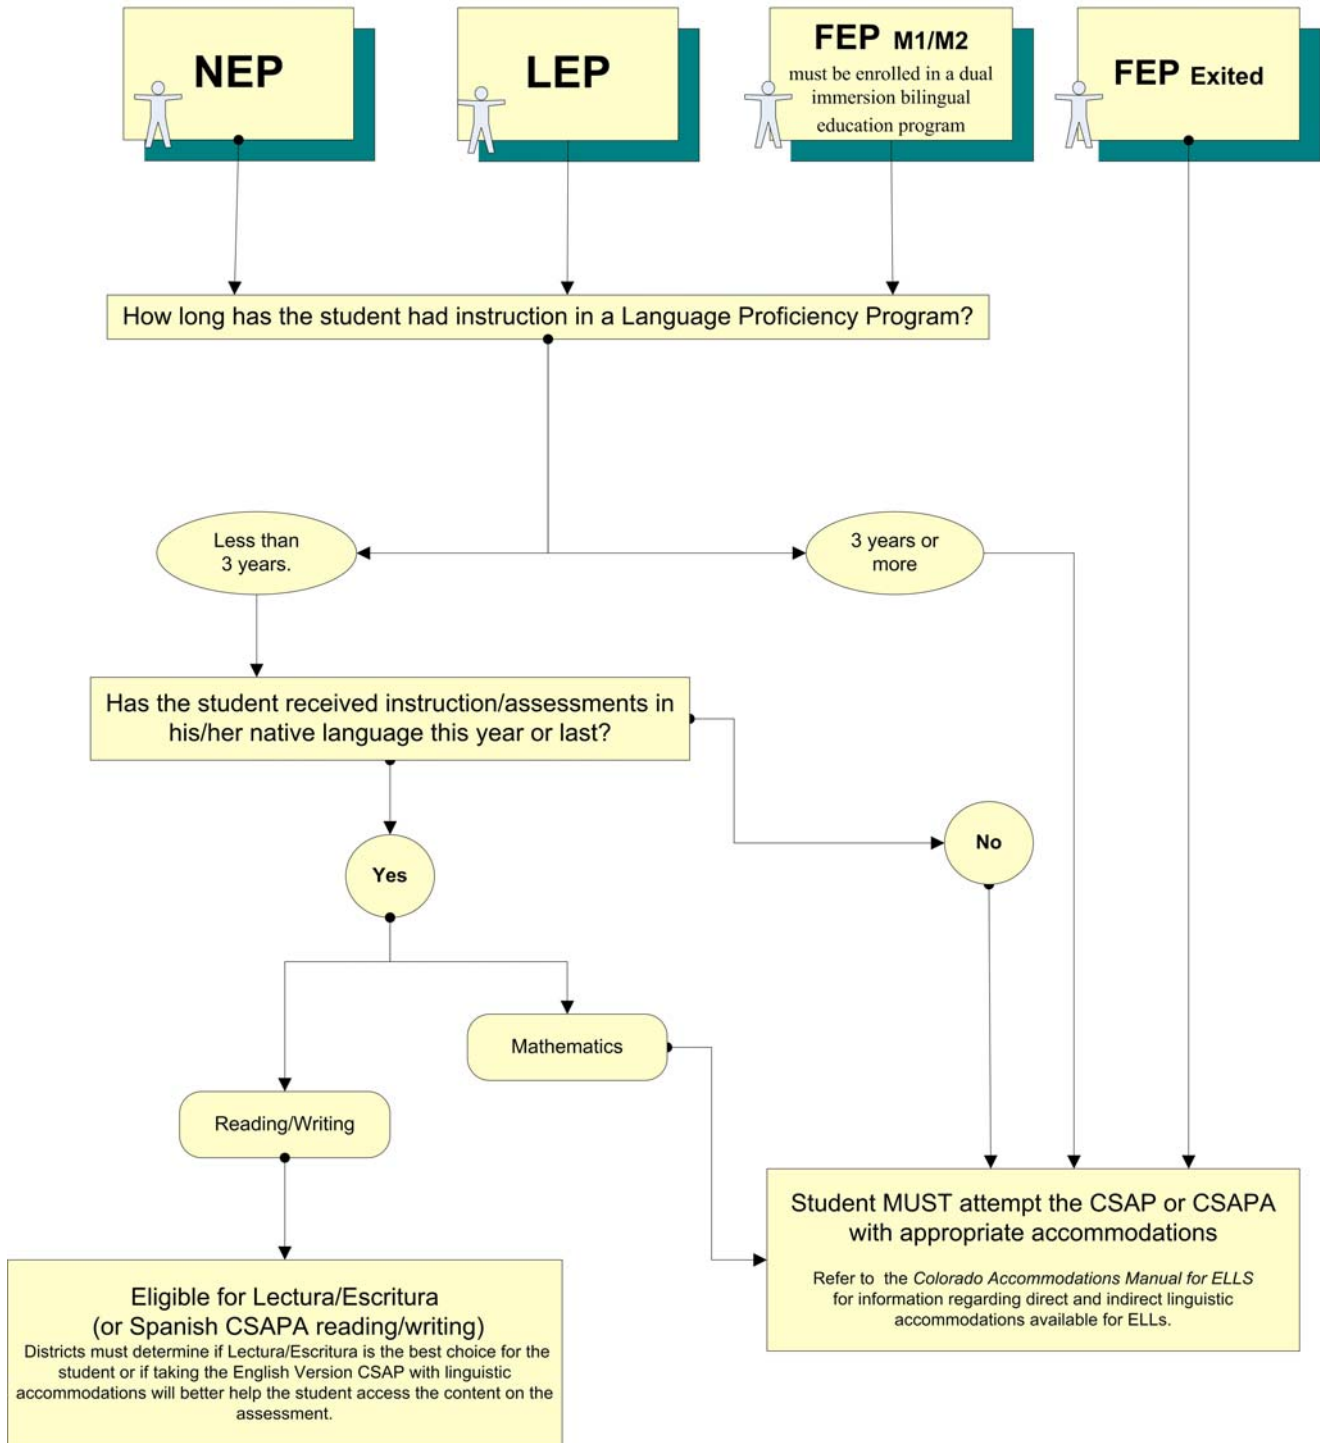 NEP
LEP
FEP M1/M2
must be enrolled in a dual
immersion bilingual
education program
FEP Exited
How long has the student had instruction in a Language Proficiency Program?
Less than
3 years.
3 years or
more
Has the student received instruction/assessments in
his/her native language this year or last?
No
Yes
Mathematics
Reading/Writing
Student MUST attempt the CSAP or CSAPA
with appropriate accommodations
Refer to the Colorado Accommodations Manual for ELLS
for information regarding direct and indirect linguistic
accommodations available for ELLs.
Eligible for Lectura/Escritura
(or Spanish CSAPA reading/writing)
Districts must determine if Lectura/Escritura is the best choice for the
student or if taking the English Version CSAP with linguistic
accommodations will better help the student access the content on the
assessment.